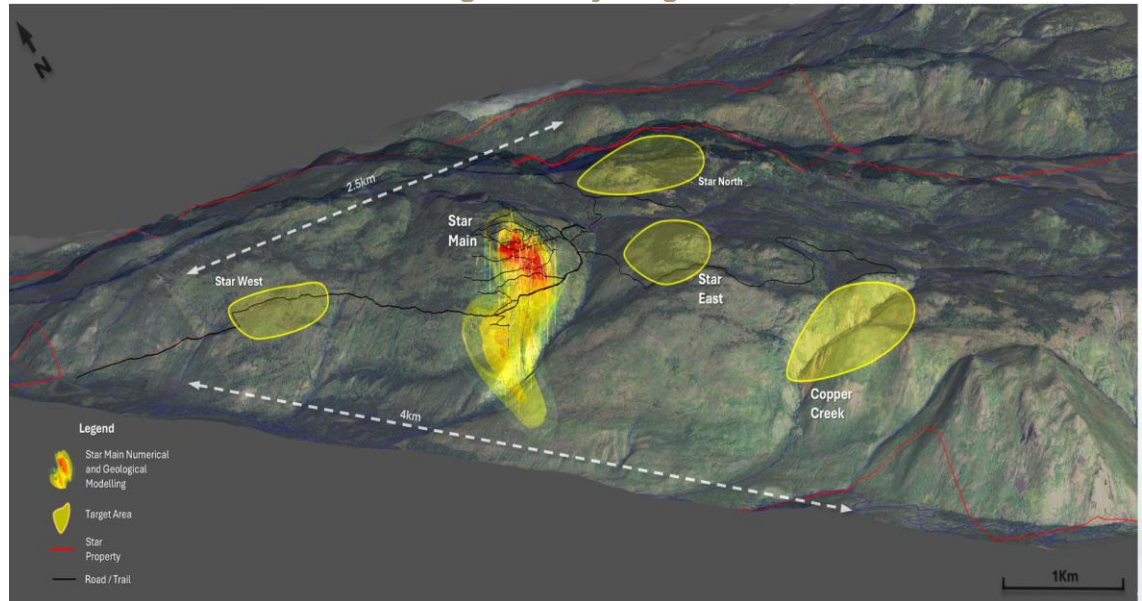 N
2.5km
Star North
Star
Main
Star West
Star
East
Copper
Creek
4km
Legend
Star Main Numerical
and Geological
Modelling
Target Area
Star
Property
Road / Trail
1Km